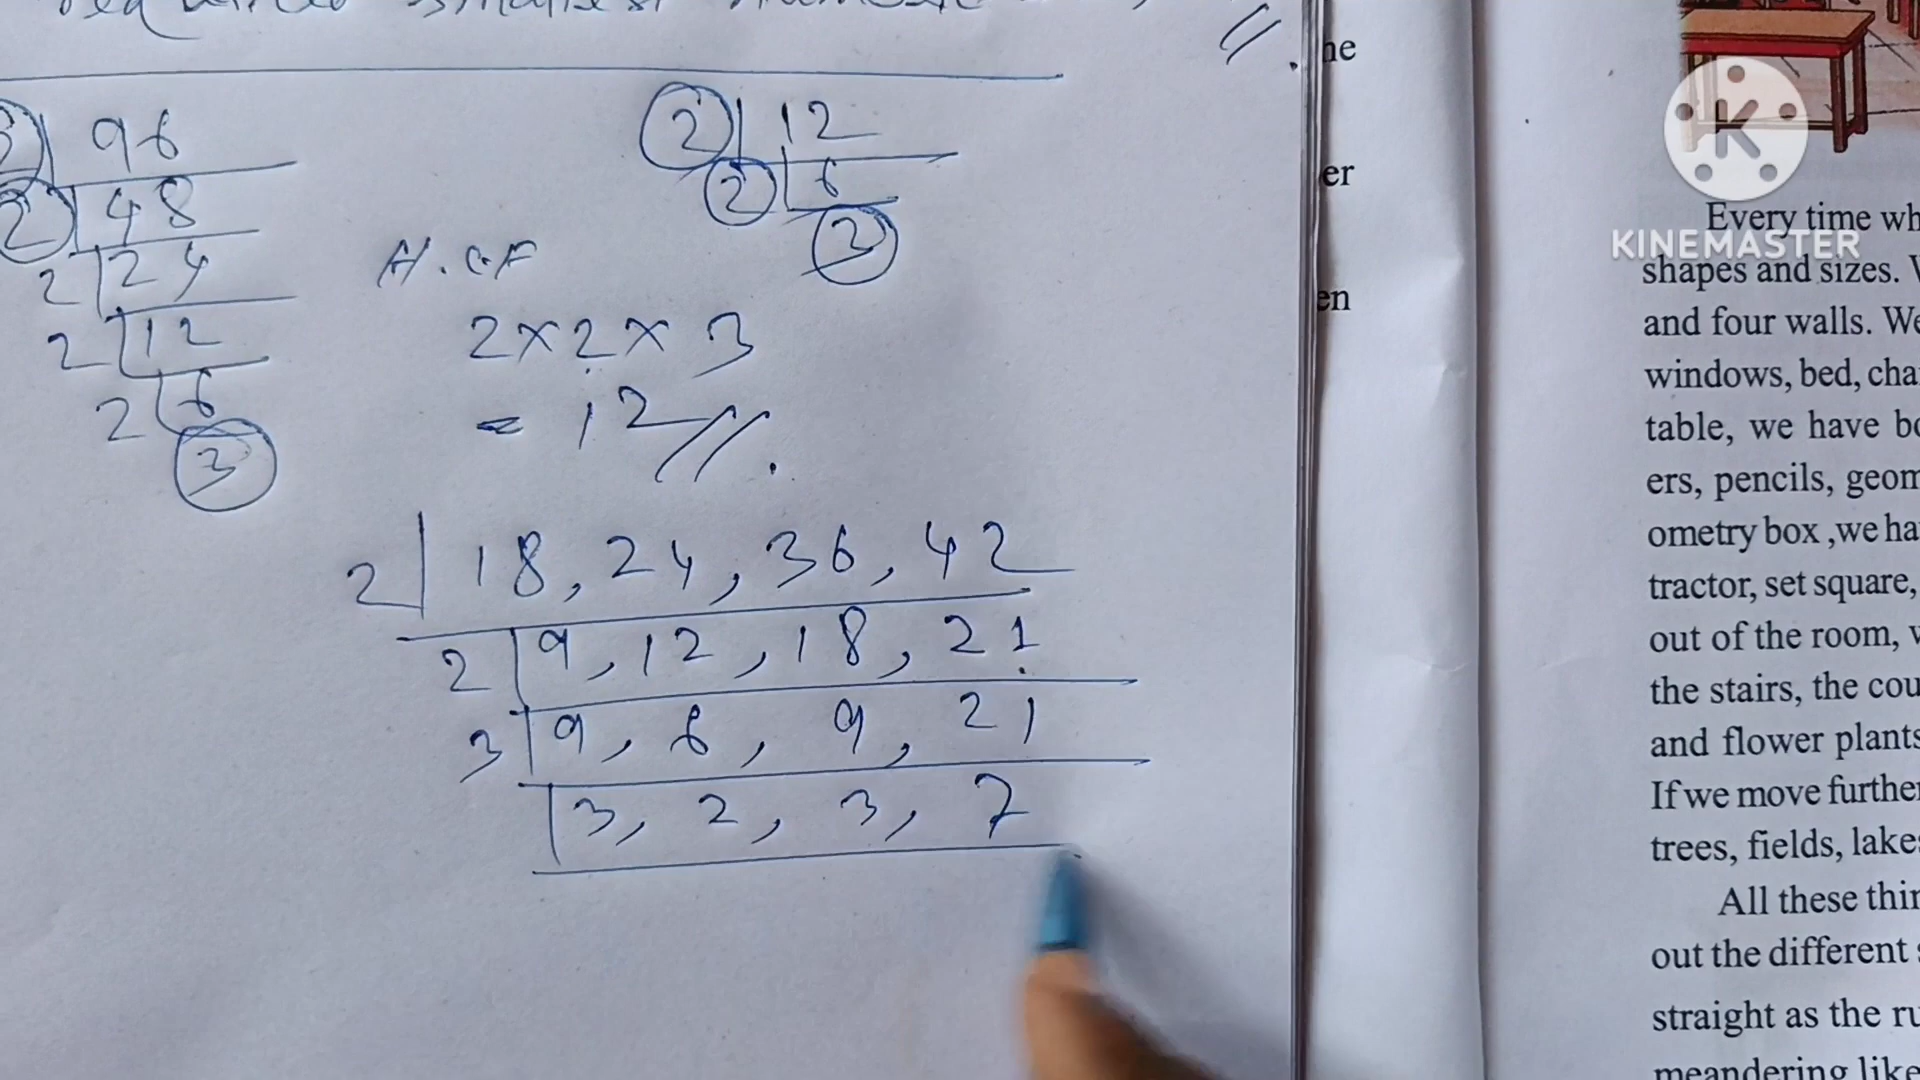 smallest
96
48
2 24
2 12
2 6
3
2 12
2 6
3
H.C.F
2 × 2 × 3
= 12 //.
2 18, 24, 36, 42
2 9, 12, 18, 21
3 9, 6, 9, 21
3, 2, 3, 7
he
er
en
KINEMASTER
Every time wh
shapes and sizes.
and four walls. We
windows, bed, cha
table, we have bo
ers, pencils, geom
ometry box ,we ha
tractor, set square,
out of the room,
the stairs, the cou
and flower plants
If we move further
trees, fields, lakes
All these thin
out the different
straight as the ru
meandering like